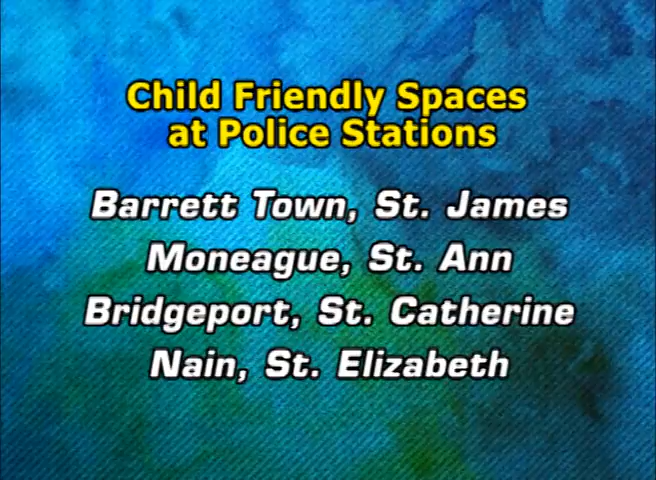 Child Friendly Spaces
at Police Stations
Barrett Town, St. James
Moneague, St. Ann
Bridgeport, St. Catherine
Nain, St. Elizabeth